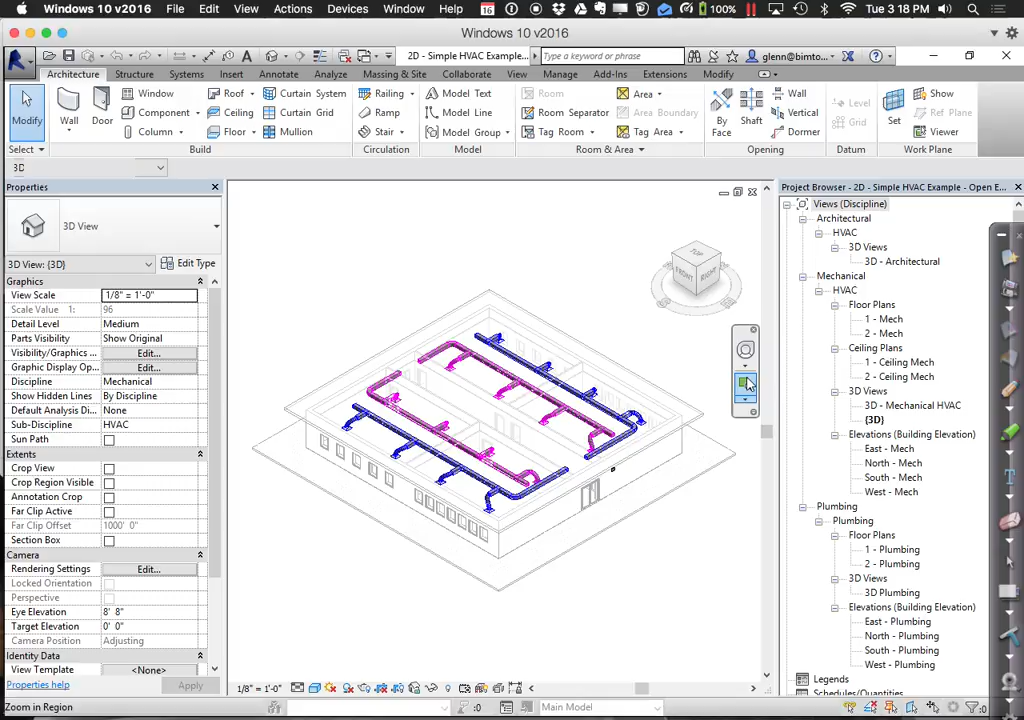 Windows 10 v2016 File Edit View Actions Devices Window Help 16 100% Tue 3 18 PM
Windows 10 v2016
2D - Simple HVAC Example... Type a keyword or phrase glenn@bimto...
Architecture Structure Systems Insert Annotate Analyze Massing & Site Collaborate View Manage Add-Ins Extensions Modify
Modify Wall Door Window Component Column Roof Ceiling Floor Curtain System Curtain Grid Mullion Railing Ramp Stair Model Text Model Line Model Group Room Room Separator Tag Room Area Area Boundary Tag Area By Face Shaft Wall Vertical Dormer Level Grid Set Show Ref Plane Viewer
Select Build Circulation Model Room & Area Opening Datum Work Plane
3D
Properties
3D View
3D View: {3D} Edit Type
Graphics
View Scale 1/8" = 1'-0"
Scale Value 1: 96
Detail Level Medium
Parts Visibility Show Original
Visibility/Graphics ... Edit...
Graphic Display Op... Edit...
Discipline Mechanical
Show Hidden Lines By Discipline
Default Analysis Di... None
Sub-Discipline HVAC
Sun Path
Extents
Crop View
Crop Region Visible
Annotation Crop
Far Clip Active
Far Clip Offset 1000' 0"
Section Box
Camera
Rendering Settings Edit...
Locked Orientation
Perspective
Eye Elevation 8' 8"
Target Elevation 0' 0"
Camera Position Adjusting
Identity Data
View Template <None>
Properties help Apply
TOP
FRONT
RIGHT
Project Browser - 2D - Simple HVAC Example - Open E...
Views (Discipline)
Architectural
HVAC
3D Views
3D - Architectural
Mechanical
HVAC
Floor Plans
1 - Mech
2 - Mech
Ceiling Plans
1 - Ceiling Mech
2 - Ceiling Mech
3D Views
3D - Mechanical HVAC
{3D}
Elevations (Building Elevation)
East - Mech
North - Mech
South - Mech
West - Mech
Plumbing
Plumbing
Floor Plans
1 - Plumbing
2 - Plumbing
3D Views
3D Plumbing
Elevations (Building Elevation)
East - Plumbing
North - Plumbing
South - Plumbing
West - Plumbing
Legends
Schedules/Quantities
1/8" = 1'-0"
Zoom in Region :0 Main Model :0